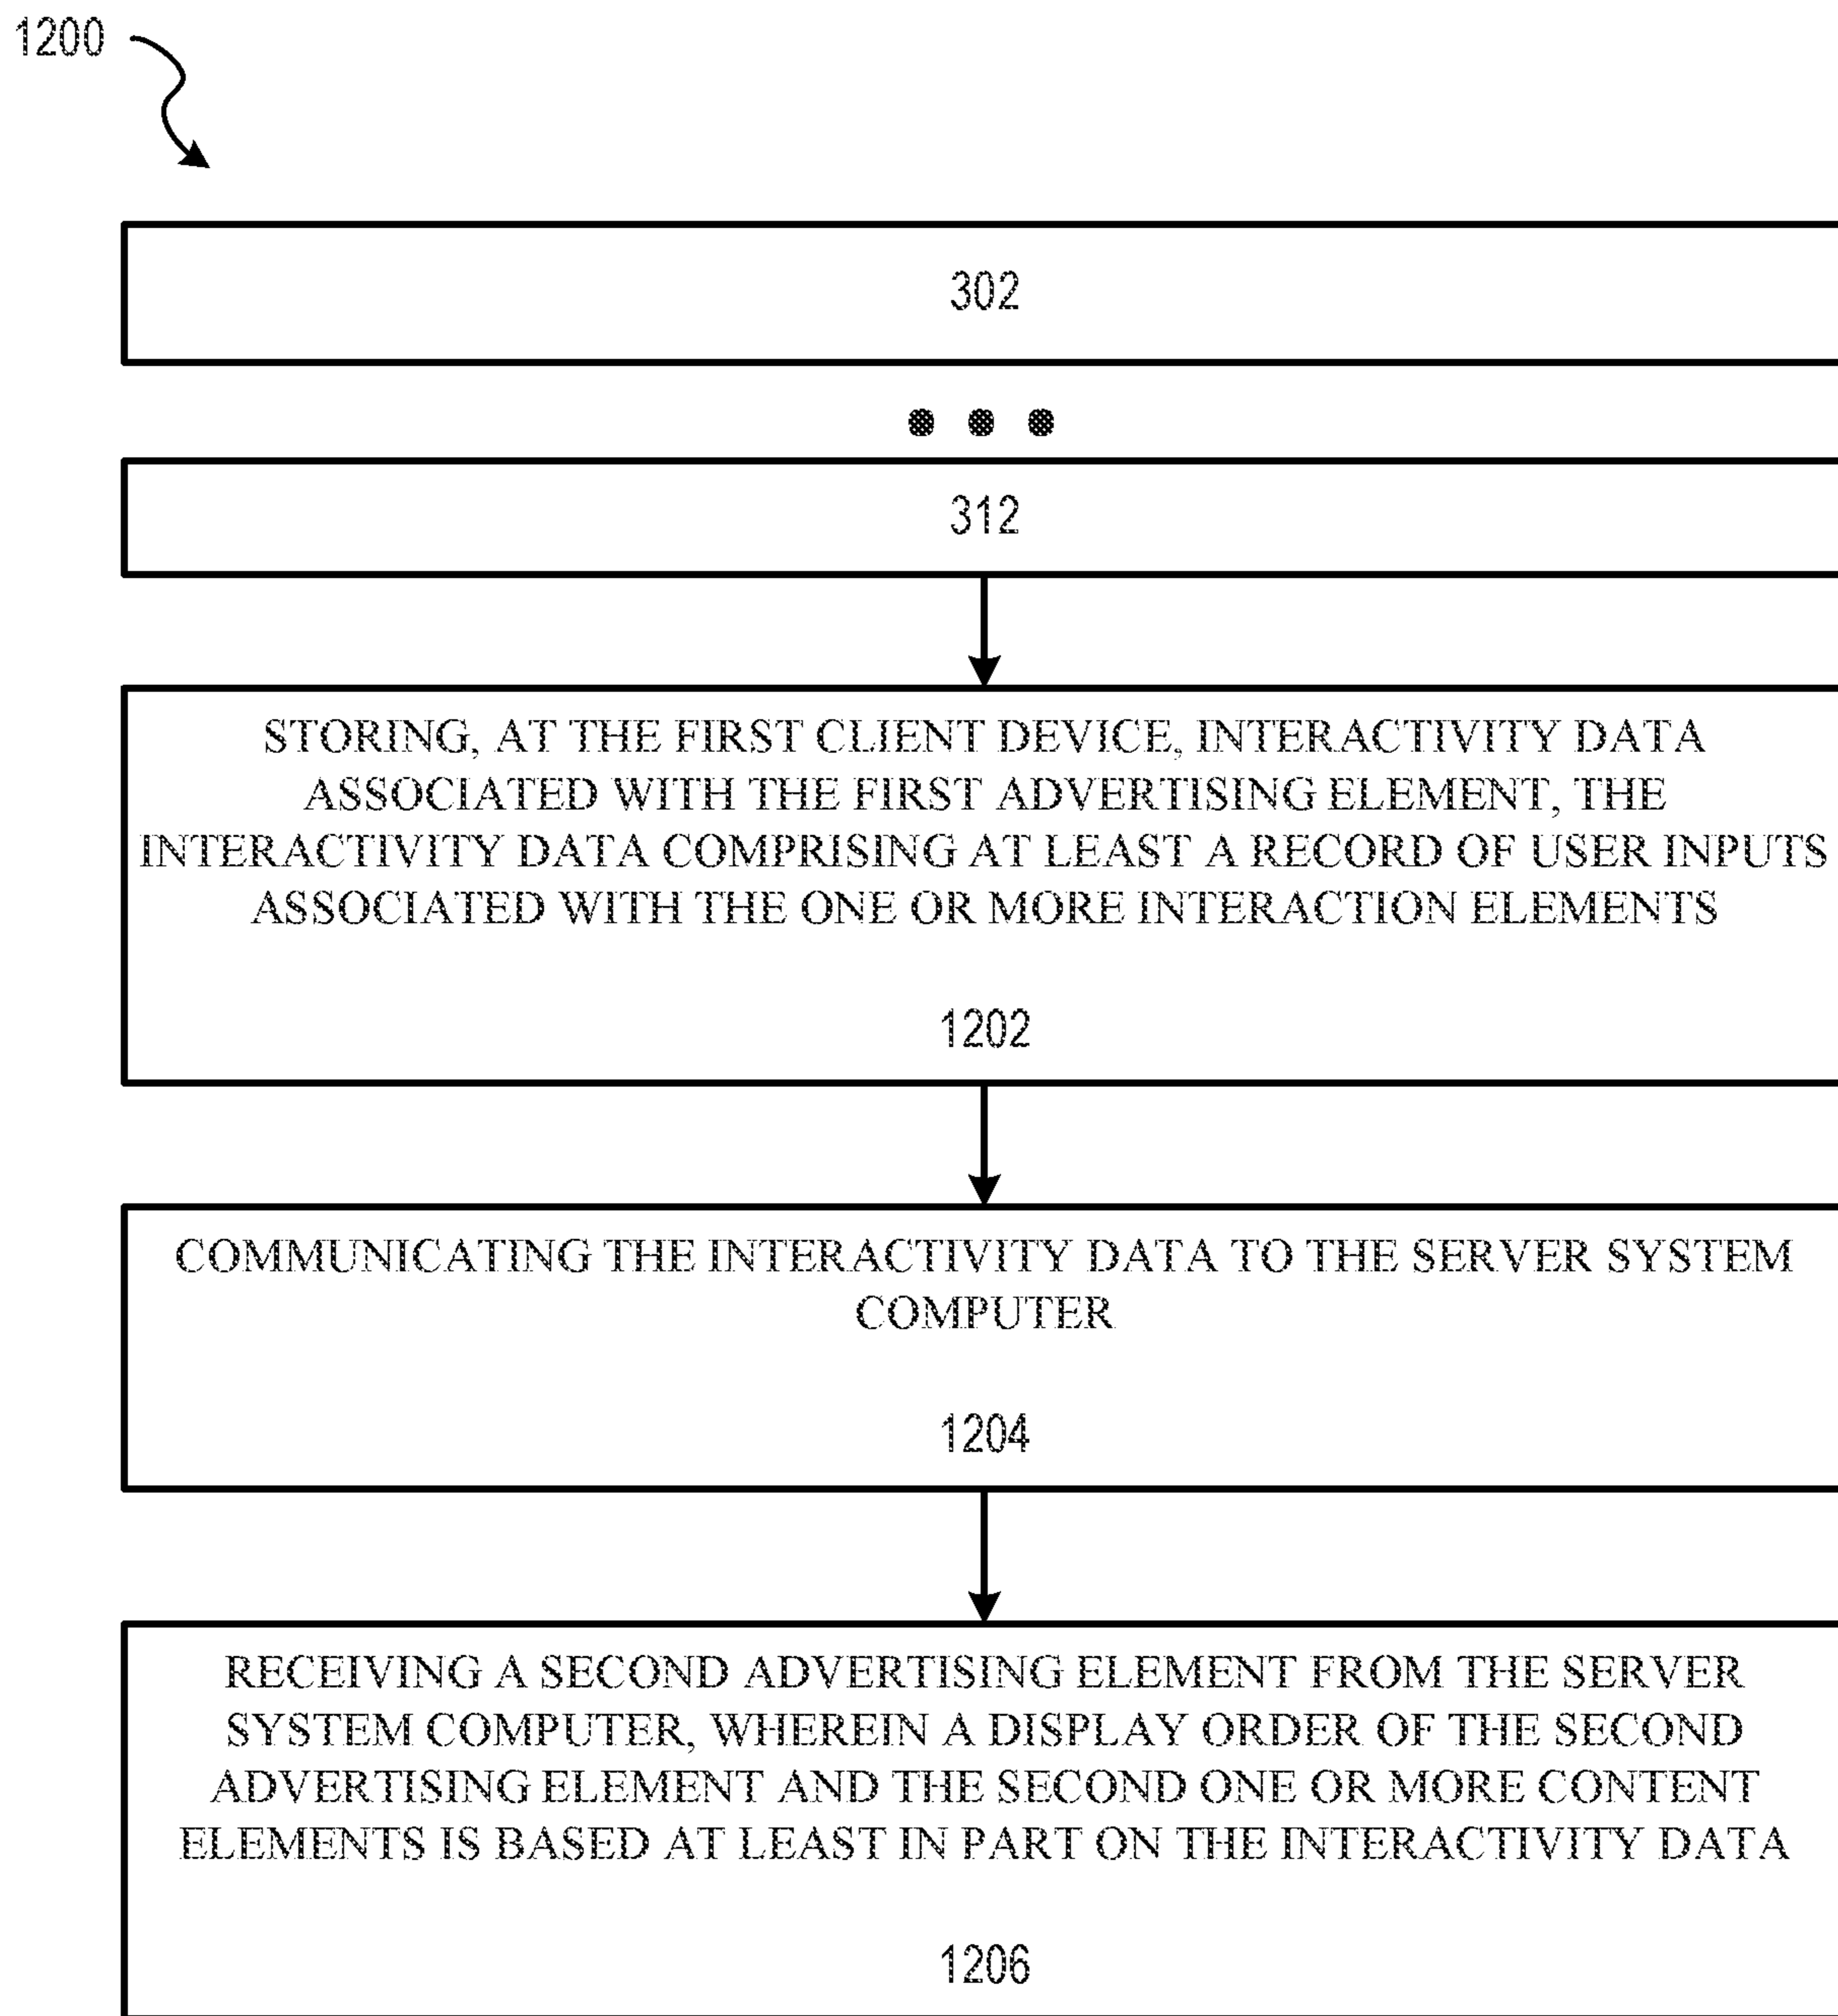 1200
302
312
STORING, AT THE FIRST CLIENT DEVICE, INTERACTIVITY DATA
ASSOCIATED WITH THE FIRST ADVERTISING ELEMENT, THE
INTERACTIVITY DATA COMPRISING AT LEAST A RECORD OF USER INPUTS
ASSOCIATED WITH THE ONE OR MORE INTERACTION ELEMENTS
1202
COMMUNICATING THE INTERACTIVITY DATA TO THE SERVER SYSTEM
COMPUTER
1204
RECEIVING A SECOND ADVERTISING ELEMENT FROM THE SERVER
SYSTEM COMPUTER, WHEREIN A DISPLAY ORDER OF THE SECOND
ADVERTISING ELEMENT AND THE SECOND ONE OR MORE CONTENT
ELEMENTS IS BASED AT LEAST IN PART ON THE INTERACTIVITY DATA
1206